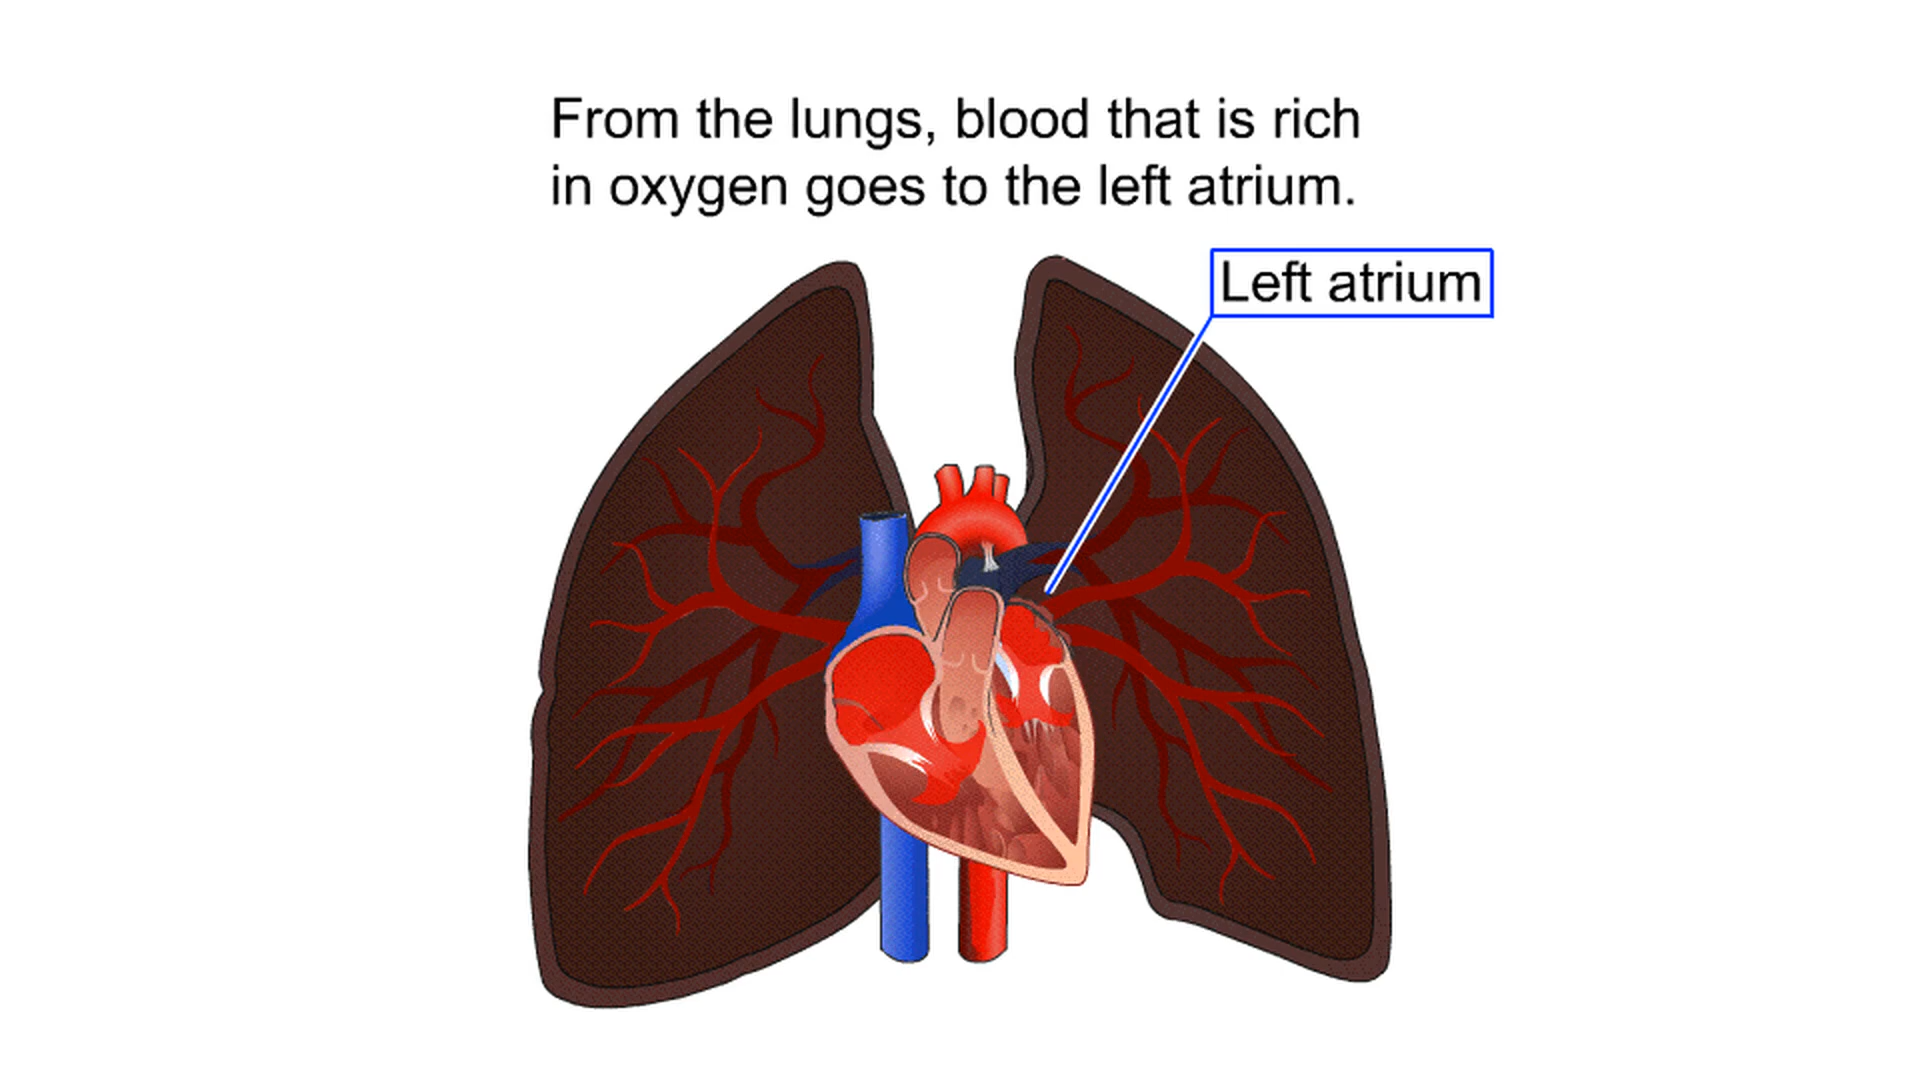 From the lungs, blood that is rich
in oxygen goes to the left atrium.
Left atrium